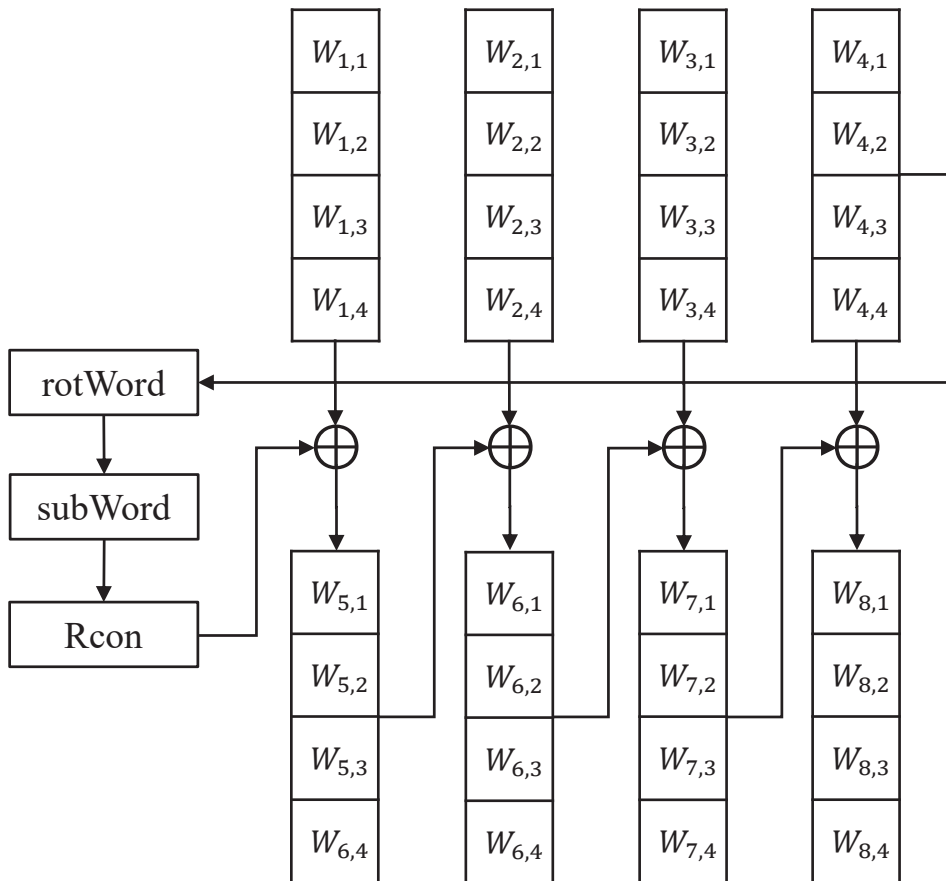 W1,1 W2,1 W3,1 W4,1
W1,2 W2,2 W3,2 W4,2
W1,3 W2,3 W3,3 W4,3
W1,4 W2,4 W3,4 W4,4
rotWord
subWord
Rcon
W5,1 W6,1 W7,1 W8,1
W5,2 W6,2 W7,2 W8,2
W5,3 W6,3 W7,3 W8,3
W6,4 W6,4 W7,4 W8,4